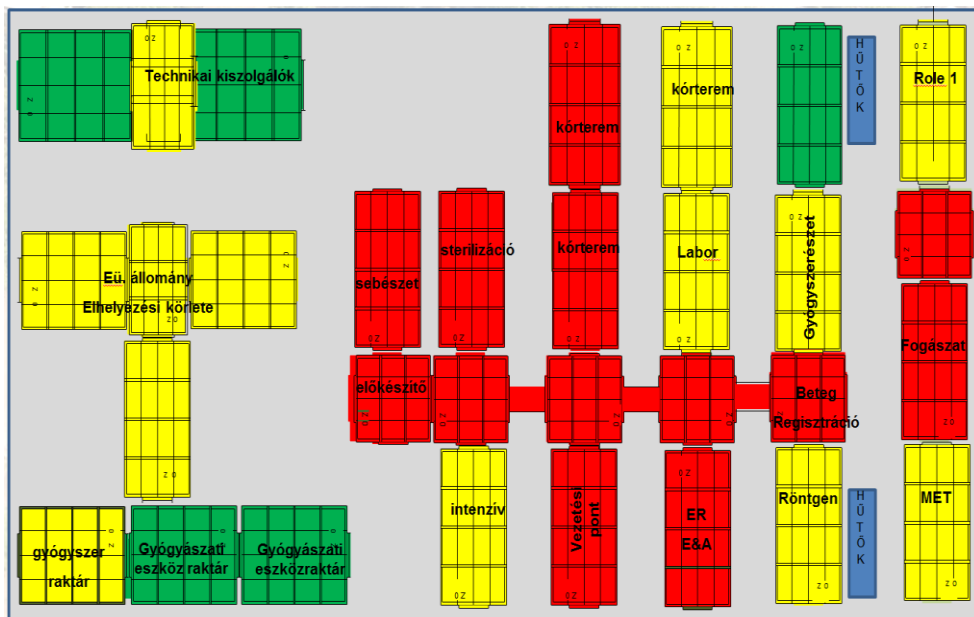 Technikai kiszolgálók
kórterem
kórterem
HŰTŐK
Role 1
Eü. állomány
Elhelyézési körlete
sebészet
sterilizáció
kórterem
Labor
Gyógyszerészet
Fogászat
előkészítő
Beteg
Regisztráció
intenzív
Vezetési
pont
ER
E&A
Röntgen
HŰTŐK
MET
gyógyszer
raktár
Gyógyászati
eszköz raktár
Gyógyászati
eszközraktár